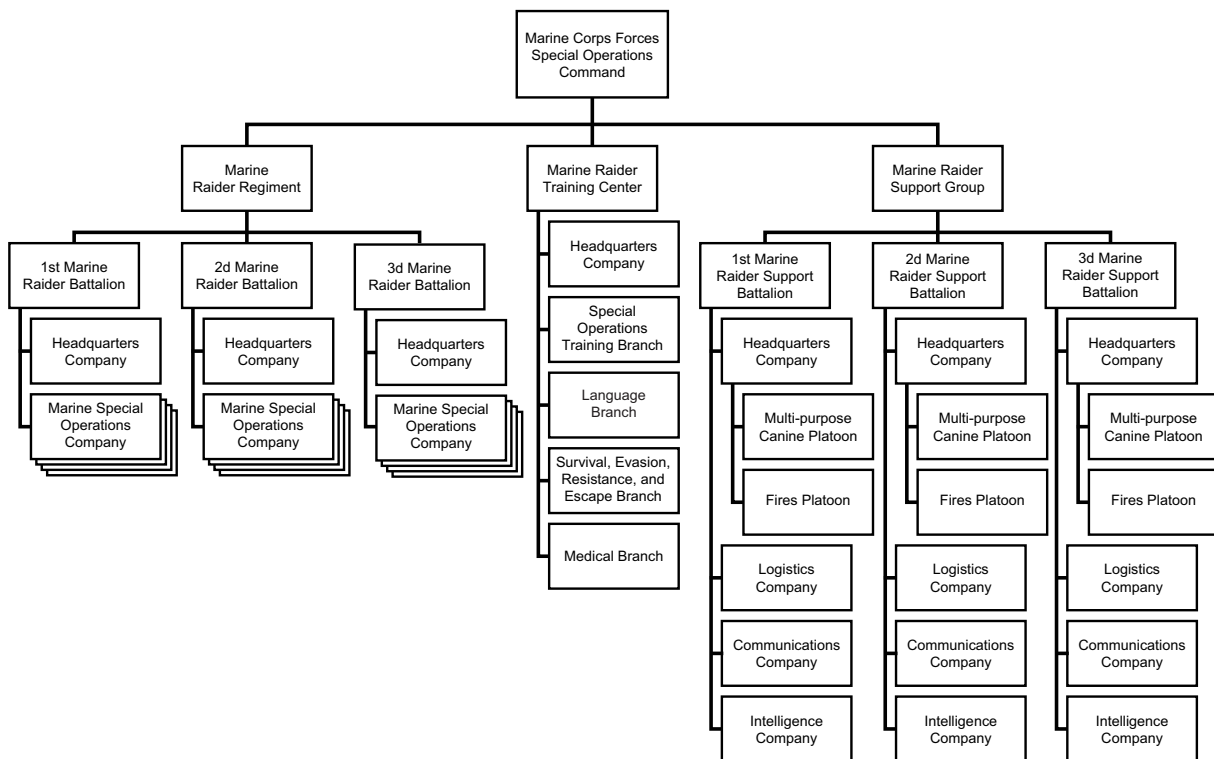 Marine Corps Forces
Special Operations
Command
Marine
Raider Regiment
Marine Raider
Training Center
Marine Raider
Support Group
1st Marine
Raider Battalion
2d Marine
Raider Battalion
3d Marine
Raider Battalion
Headquarters
Company
Headquarters
Company
Headquarters
Company
Marine Special
Operations
Company
Marine Special
Operations
Company
Marine Special
Operations
Company
Headquarters
Company
Special
Operations
Training Branch
Language
Branch
Survival, Evasion,
Resistance, and
Escape Branch
Medical Branch
1st Marine
Raider Support
Battalion
2d Marine
Raider Support
Battalion
3d Marine
Raider Support
Battalion
Headquarters
Company
Headquarters
Company
Headquarters
Company
Multi-purpose
Canine Platoon
Multi-purpose
Canine Platoon
Multi-purpose
Canine Platoon
Fires Platoon
Fires Platoon
Fires Platoon
Logistics
Company
Logistics
Company
Logistics
Company
Communications
Company
Communications
Company
Communications
Company
Intelligence
Company
Intelligence
Company
Intelligence
Company